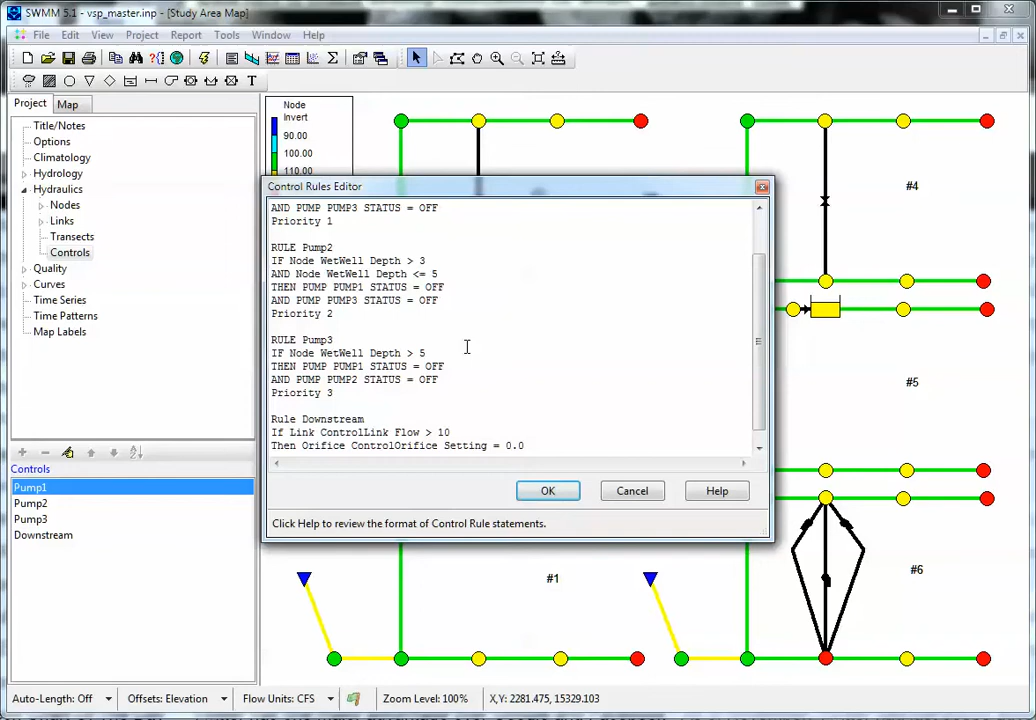 SWMM 5.1 - vsp_master.inp - [Study Area Map]
File Edit View Project Report Tools Window Help
Project Map
Title/Notes
Options
Climatology
Hydrology
Hydraulics
Nodes
Links
Transects
Controls
Quality
Curves
Time Series
Time Patterns
Map Labels
Controls
Pump1
Pump2
Pump3
Downstream
Node
Invert
90.00
100.00
110.00
#4
#5
#6
#1
Control Rules Editor
AND PUMP PUMP3 STATUS = OFF
Priority 1
RULE Pump2
IF Node WetWell Depth > 3
AND Node WetWell Depth <= 5
THEN PUMP PUMP1 STATUS = OFF
AND PUMP PUMP3 STATUS = OFF
Priority 2
RULE Pump3
IF Node WetWell Depth > 5
THEN PUMP PUMP1 STATUS = OFF
AND PUMP PUMP2 STATUS = OFF
Priority 3
Rule Downstream
If Link ControlLink Flow > 10
Then Orifice ControlOrifice Setting = 0.0
OK Cancel Help
Click Help to review the format of Control Rule statements.
Auto-Length: Off Offsets: Elevation Flow Units: CFS Zoom Level: 100% X,Y: 2281.475, 15329.103